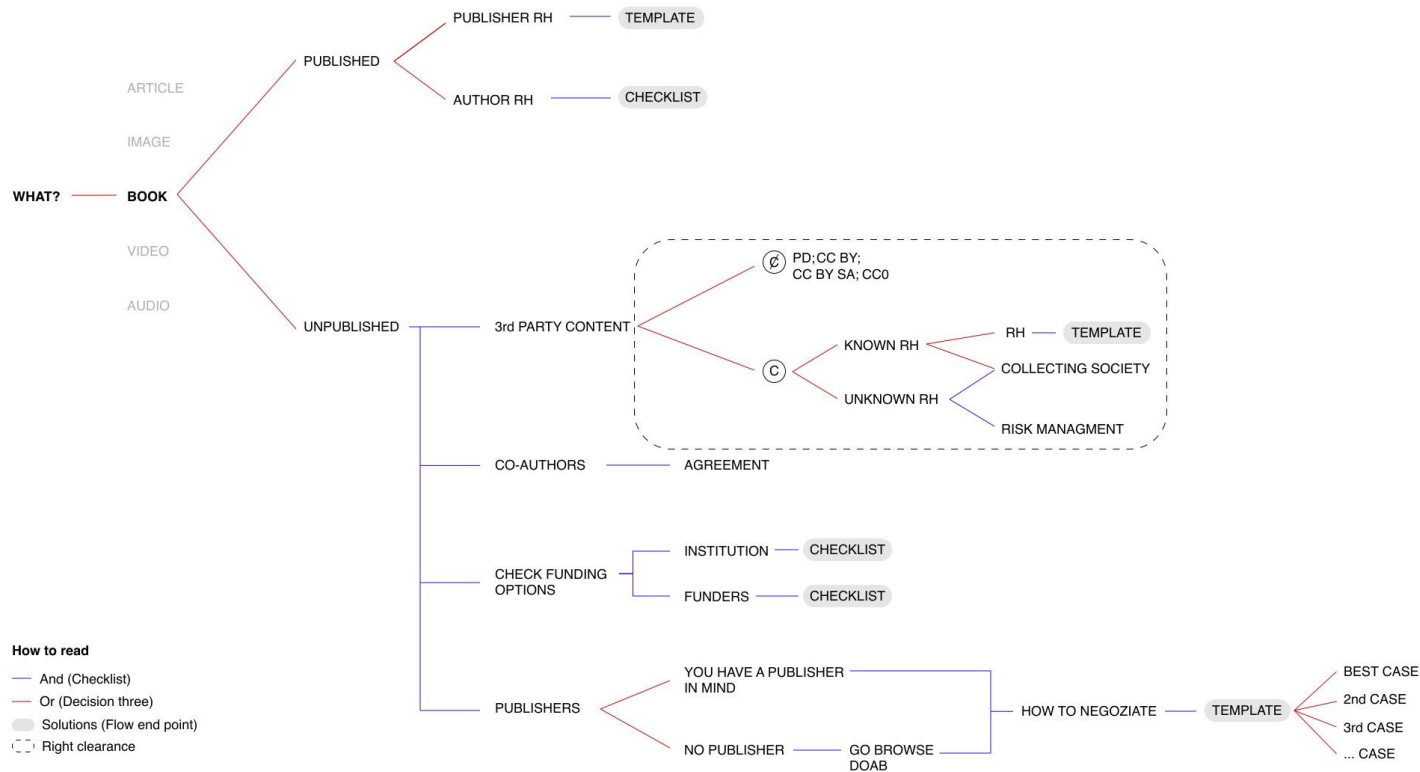 WHAT?
ARTICLE
IMAGE
BOOK
VIDEO
AUDIO
PUBLISHED
PUBLISHER RH
TEMPLATE
AUTHOR RH
CHECKLIST
UNPUBLISHED
3rd PARTY CONTENT
PD;CC BY;
CC BY SA; CC0
C
KNOWN RH
RH
TEMPLATE
COLLECTING SOCIETY
UNKNOWN RH
RISK MANAGMENT
CO-AUTHORS
AGREEMENT
CHECK FUNDING
OPTIONS
INSTITUTION
CHECKLIST
FUNDERS
CHECKLIST
PUBLISHERS
YOU HAVE A PUBLISHER
IN MIND
NO PUBLISHER
GO BROWSE
DOAB
HOW TO NEGOZIATE
TEMPLATE
BEST CASE
2nd CASE
3rd CASE
... CASE
How to read
And (Checklist)
Or (Decision three)
Solutions (Flow end point)
Right clearance